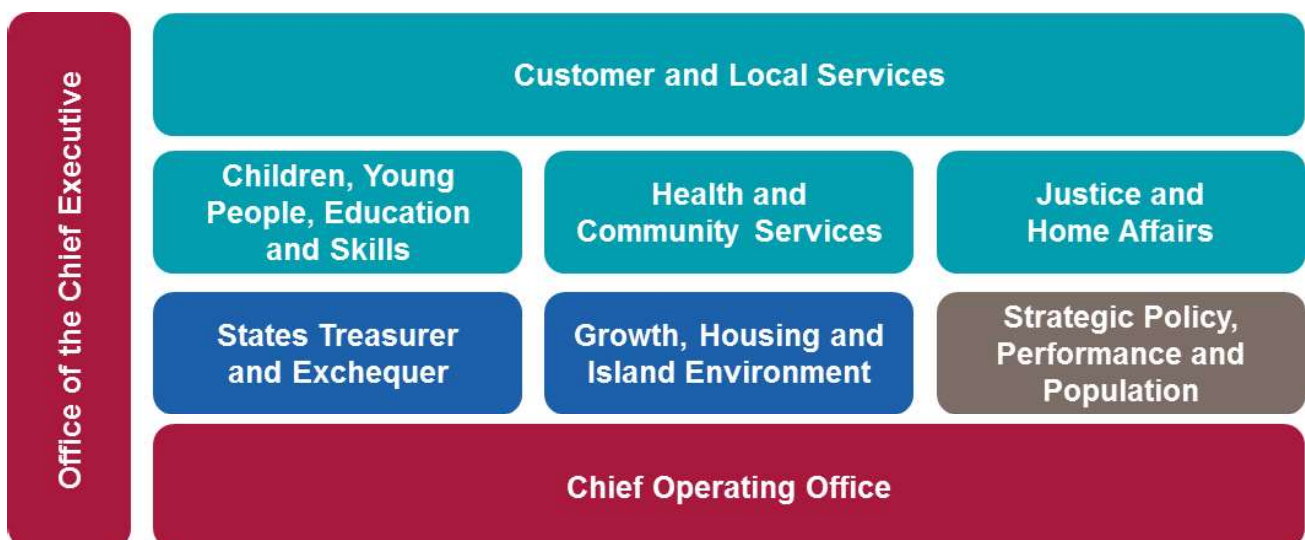 Office of the Chief Executive
Customer and Local Services
Children, Young
People, Education
and Skills
Health and
Community Services
Justice and
Home Affairs
States Treasurer
and Exchequer
Growth, Housing and
Island Environment
Strategic Policy,
Performance and
Population
Chief Operating Office